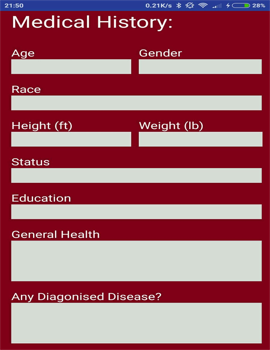 21:50 0.21K/s 28%
Medical History:
Age Gender
Race
Height (ft) Weight (lb)
Status
Education
General Health
Any Diagonised Disease?